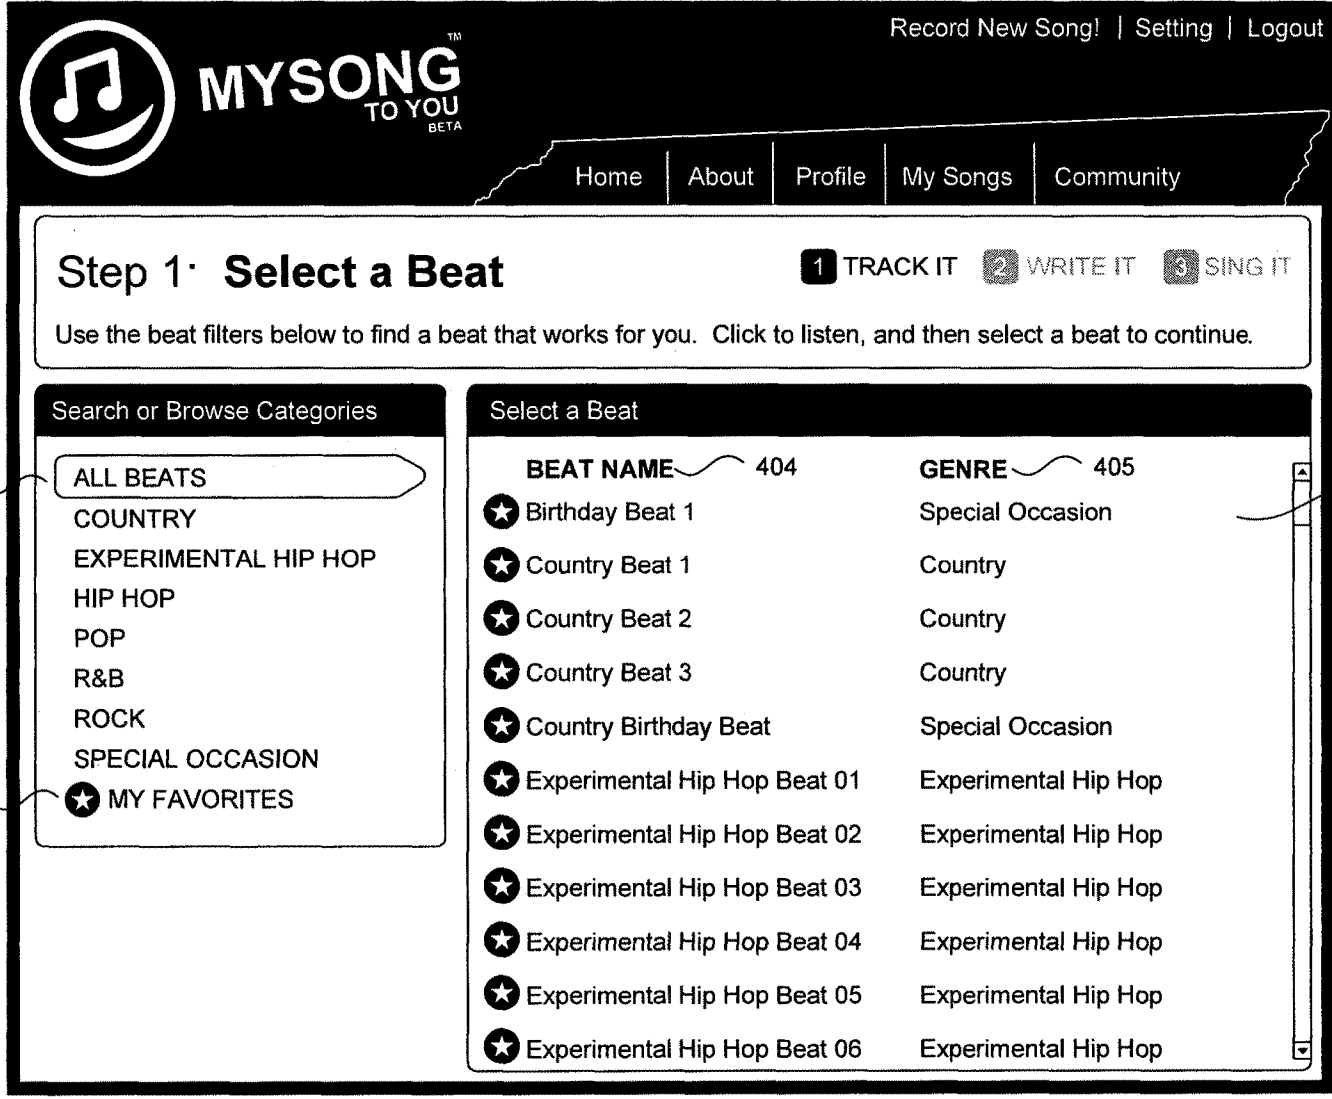 Record New Song! | Setting | Logout
MYSONG™
TO YOU
BETA
Home | About | Profile | My Songs | Community
Step 1· Select a Beat
1 TRACK IT 2 WRITE IT 3 SING IT
Use the beat filters below to find a beat that works for you. Click to listen, and then select a beat to continue.
Search or Browse Categories
ALL BEATS
COUNTRY
EXPERIMENTAL HIP HOP
HIP HOP
POP
R&B
ROCK
SPECIAL OCCASION
MY FAVORITES
Select a Beat
BEAT NAME 404 GENRE 405
Birthday Beat 1 Special Occasion
Country Beat 1 Country
Country Beat 2 Country
Country Beat 3 Country
Country Birthday Beat Special Occasion
Experimental Hip Hop Beat 01 Experimental Hip Hop
Experimental Hip Hop Beat 02 Experimental Hip Hop
Experimental Hip Hop Beat 03 Experimental Hip Hop
Experimental Hip Hop Beat 04 Experimental Hip Hop
Experimental Hip Hop Beat 05 Experimental Hip Hop
Experimental Hip Hop Beat 06 Experimental Hip Hop